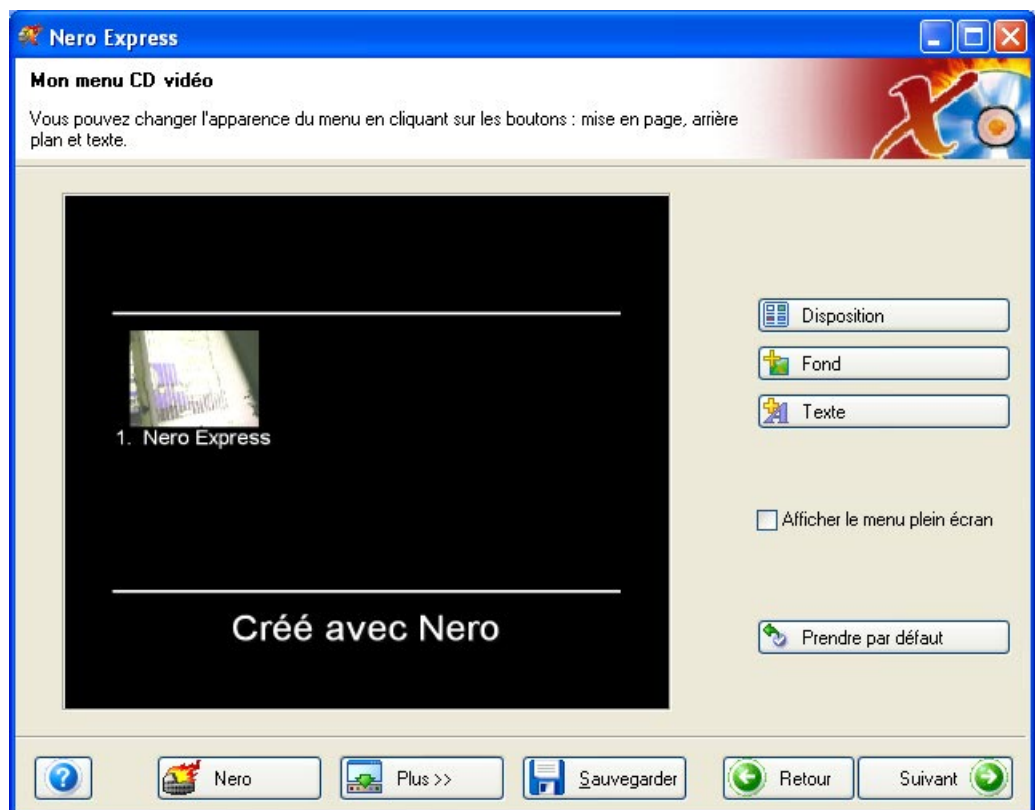 Nero Express
Mon menu CD vidéo
Vous pouvez changer l'apparence du menu en cliquant sur les boutons : mise en page, arrière
plan et texte.
Disposition
Fond
Texte
1. Nero Express
Afficher le menu plein écran
Créé avec Nero
Prendre par défaut
Nero
Plus >>
Sauvegarder
Retour
Suivant